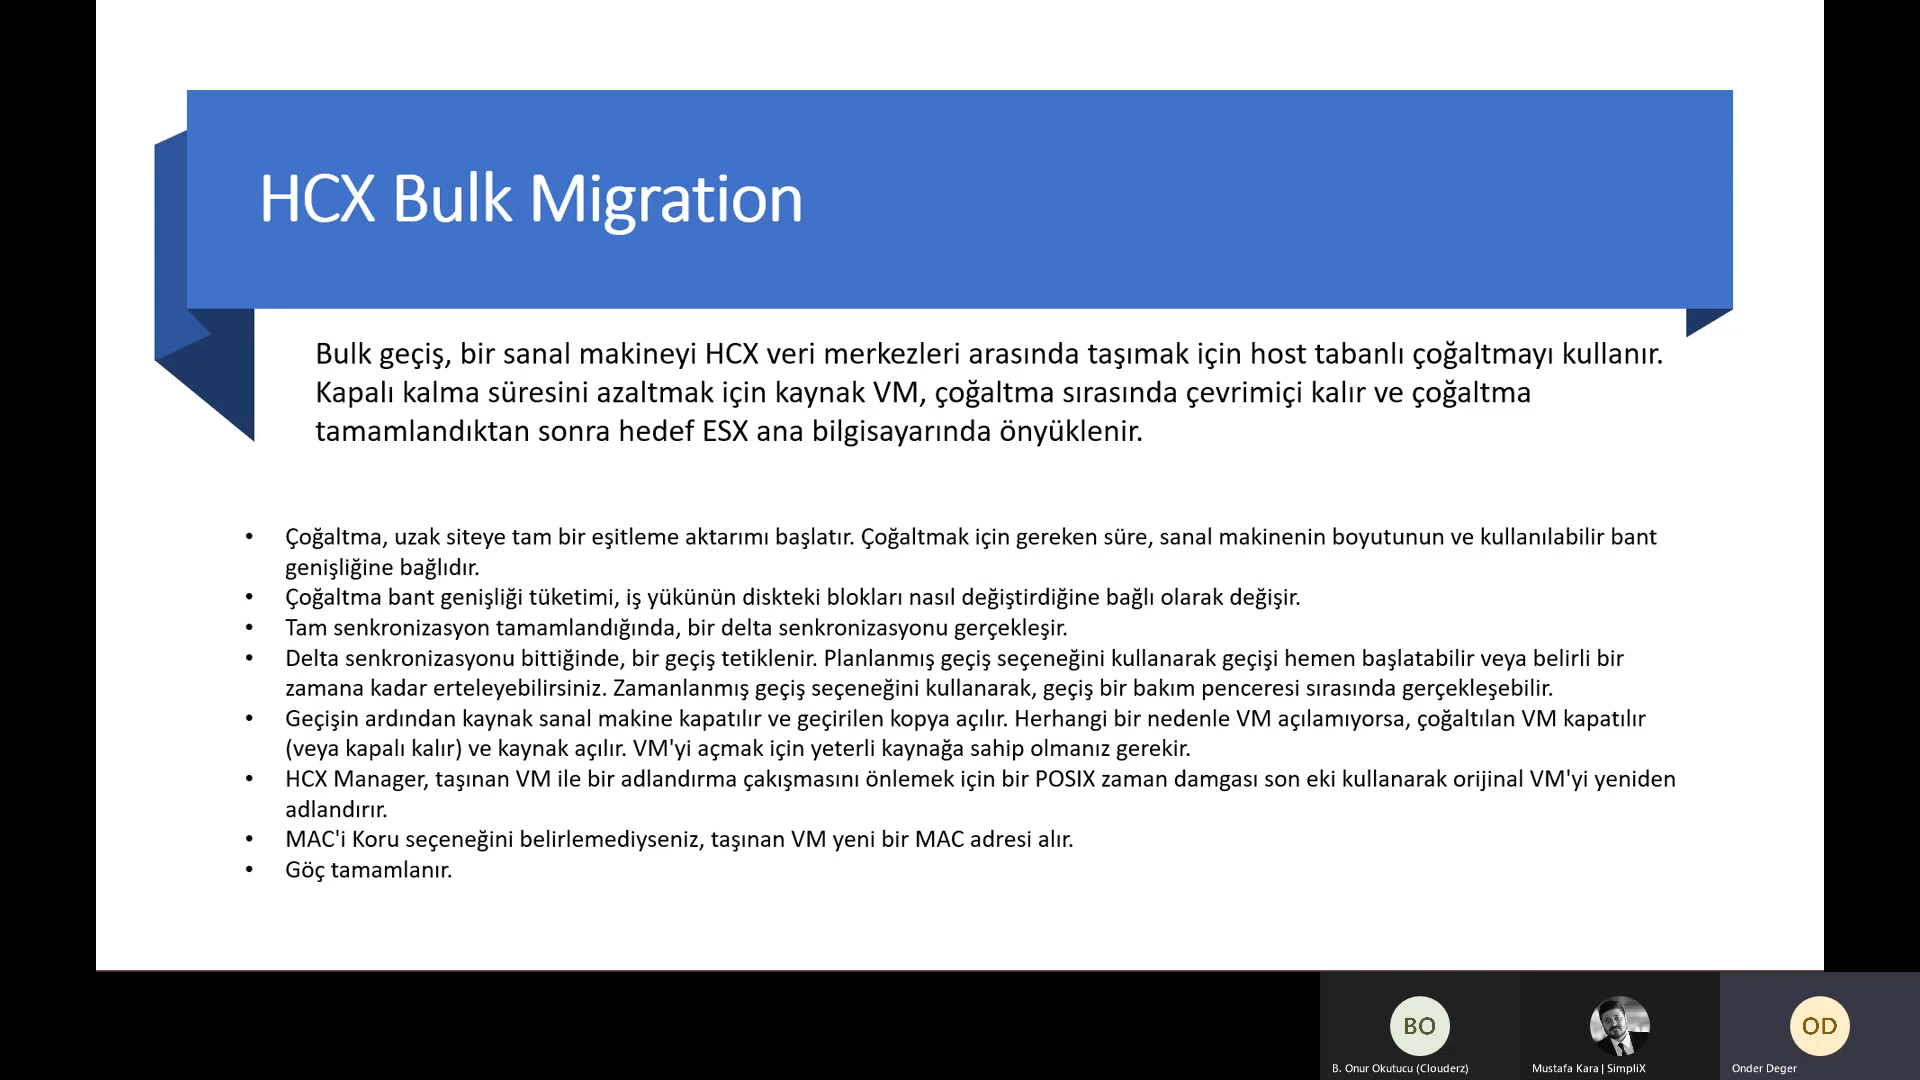 HCX Bulk Migration
Bulk geçiş, bir sanal makineyi HCX veri merkezleri arasında taşımak için host tabanlı çoğaltmayı kullanır.
Kapalı kalma süresini azaltmak için kaynak VM, çoğaltma sırasında çevrimiçi kalır ve çoğaltma
tamamlandıktan sonra hedef ESX ana bilgisayarında önyüklenir.
• Çoğaltma, uzak siteye tam bir eşitleme aktarımı başlatır. Çoğaltmak için gereken süre, sanal makinenin boyutunun ve kullanılabilir bant
genişliğine bağlıdır.
• Çoğaltma bant genişliği tüketimi, iş yükünün diskteki blokları nasıl değiştirdiğine bağlı olarak değişir.
• Tam senkronizasyon tamamlandığında, bir delta senkronizasyonu gerçekleşir.
• Delta senkronizasyonu bittiğinde, bir geçiş tetiklenir. Planlanmış geçiş seçeneğini kullanarak geçişi hemen başlatabilir veya belirli bir
zamana kadar erteleyebilirsiniz. Zamanlanmış geçiş seçeneğini kullanarak, geçiş bir bakım penceresi sırasında gerçekleşebilir.
• Geçişin ardından kaynak sanal makine kapatılır ve geçirilen kopya açılır. Herhangi bir nedenle VM açılamıyorsa, çoğaltılan VM kapatılır
(veya kapalı kalır) ve kaynak açılır. VM'yi açmak için yeterli kaynağa sahip olmanız gerekir.
• HCX Manager, taşınan VM ile bir adlandırma çakışmasını önlemek için bir POSIX zaman damgası son eki kullanarak orijinal VM'yi yeniden
adlandırır.
• MAC'i Koru seçeneğini belirlemediyseniz, taşınan VM yeni bir MAC adresi alır.
• Göç tamamlanır.
BO
OD
B. Onur Okutucu (Clouderz)
Mustafa Kara | SimpliX
Onder Deger